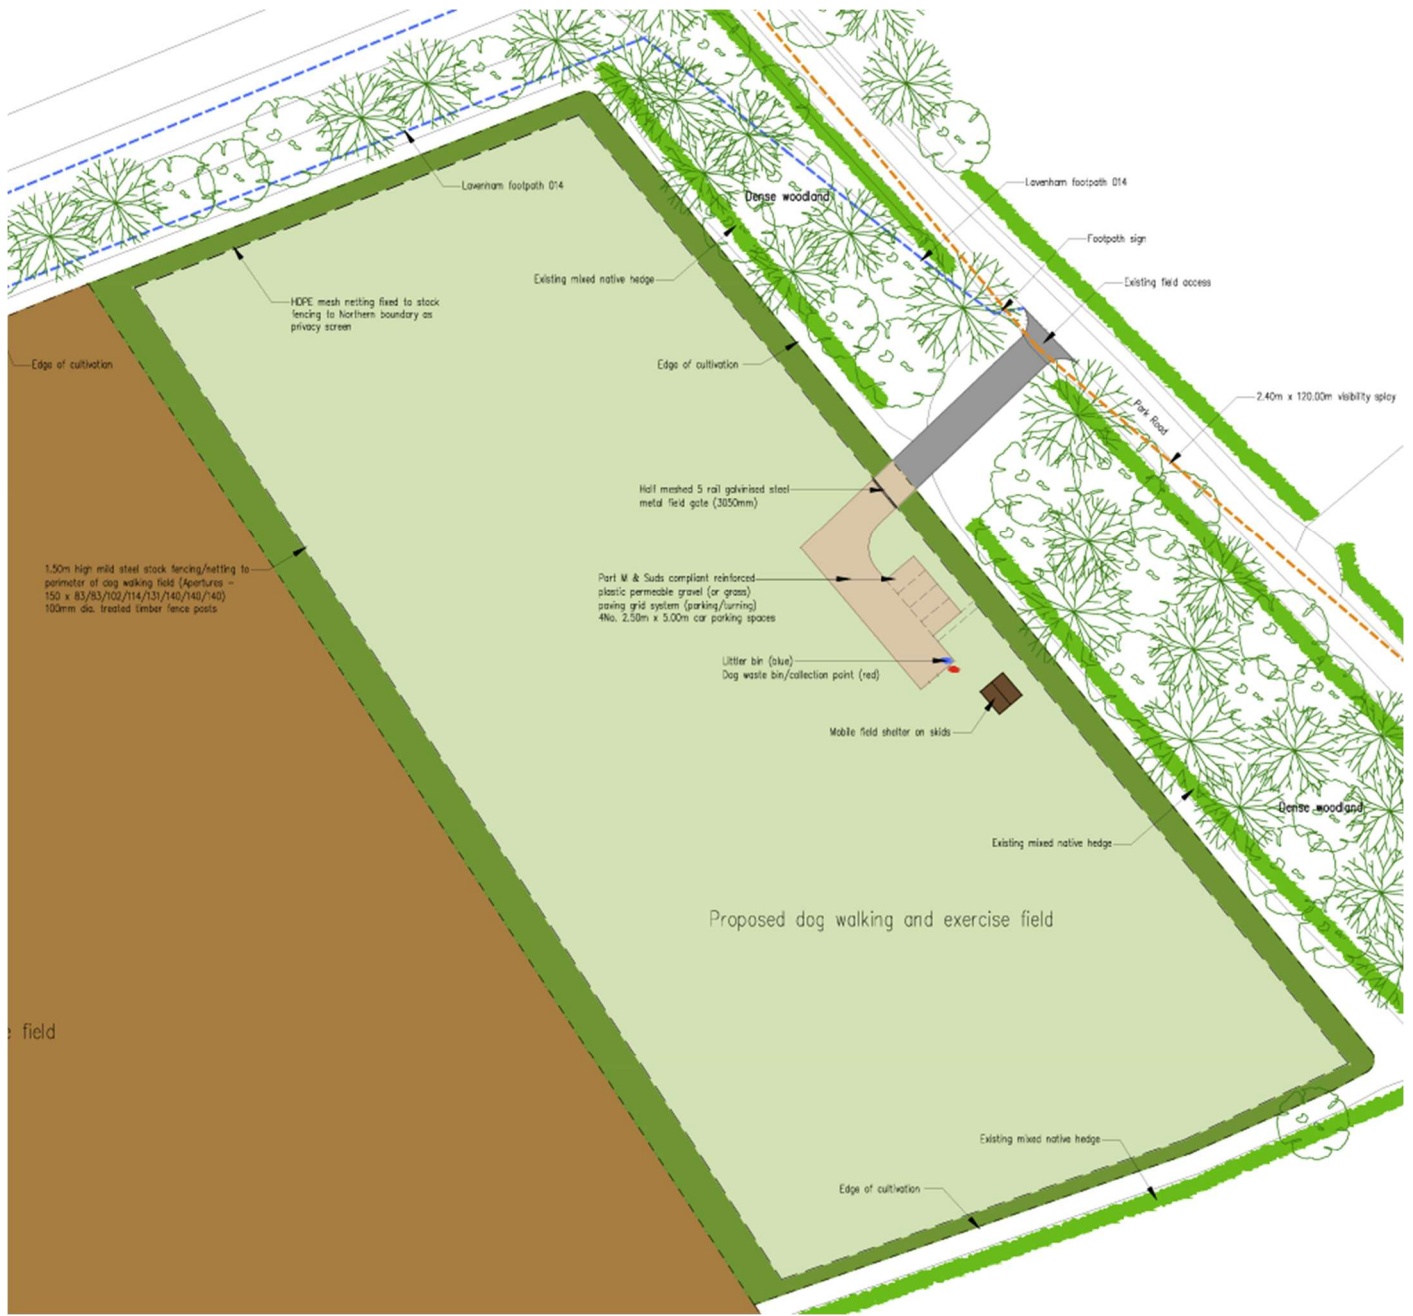 Lavenham footpath 014
Lavenham footpath 014
Dense woodland
Footpath sign
Existing mixed native hedge
Existing field access
HDPE mesh netting fixed to stock
fencing to Northern boundary as
privacy screen
Edge of cultivation
Edge of cultivation
2.40m x 120.00m visibility splay
Park Road
Half meshed 5 rail galvinised steel
metal field gate (3050mm)
1.50m high mild steel stock fencing/netting to
perimeter of dog walking field (Apertures –
150 x 83/83/102/114/131/140/140/140)
100mm dia. treated timber fence posts
Part M & Suds compliant reinforced
plastic permeable gravel (or grass)
paving grid system (parking/turning)
4No. 2.50m x 5.00m car parking spaces
Littler bin (blue)
Dog waste bin/collection point (red)
Mobile field shelter on skids
Dense woodland
Existing mixed native hedge
Proposed dog walking and exercise field
e field
Existing mixed native hedge
Edge of cultivation